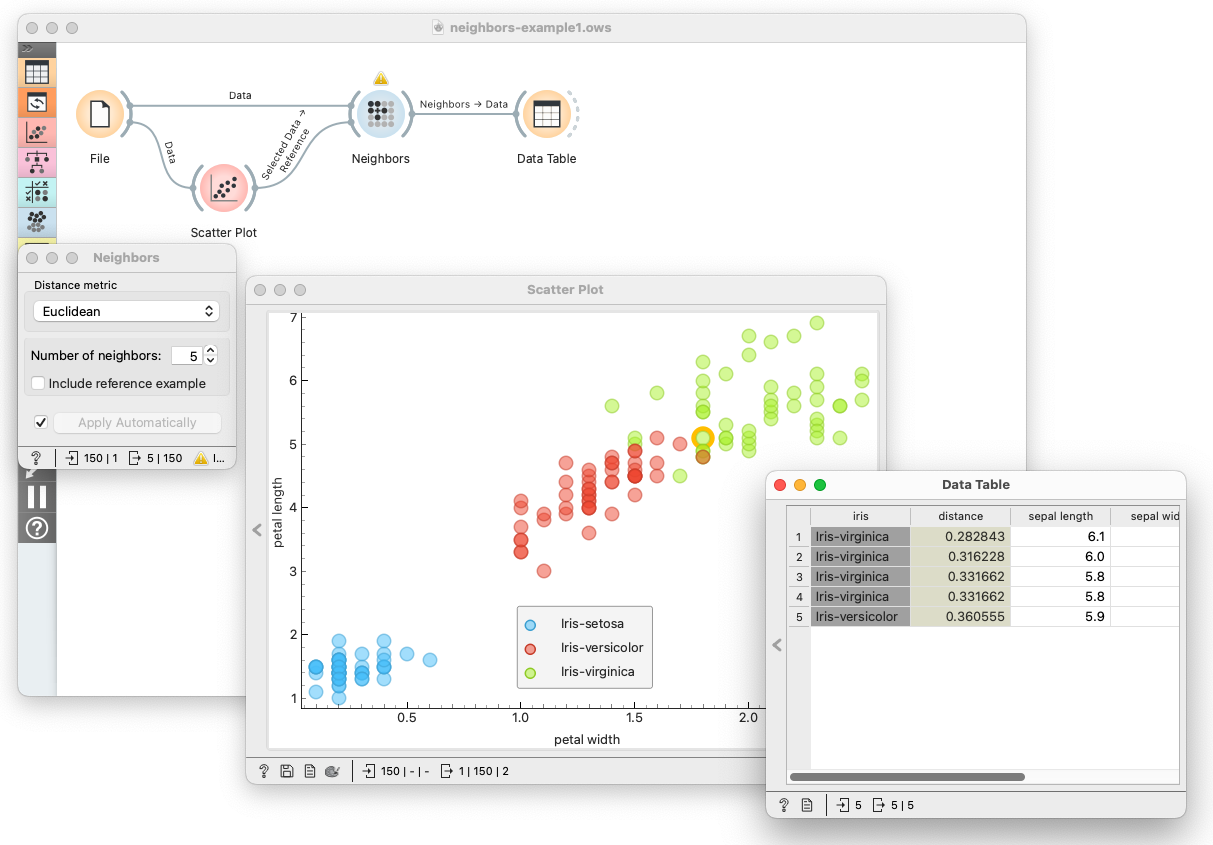 neighbors-example1.ows
Data
Neighbors → Data
Data
Selected Data →
Reference
File
Neighbors
Data Table
Scatter Plot
Neighbors
Distance metric
Euclidean
Number of neighbors: 5
Include reference example
Apply Automatically
? 150 | 1 5 | 150 I...
Scatter Plot
7
6
5
4
3
2
1
petal length
Iris-setosa
Iris-versicolor
Iris-virginica
0.5 1.0 1.5 2.0
petal width
? 150 | - | - 1 | 150 | 2
Data Table
iris distance sepal length sepal wid
1 Iris-virginica 0.282843 6.1
2 Iris-virginica 0.316228 6.0
3 Iris-virginica 0.331662 5.8
4 Iris-virginica 0.331662 5.8
5 Iris-versicolor 0.360555 5.9
? 5 5 | 5